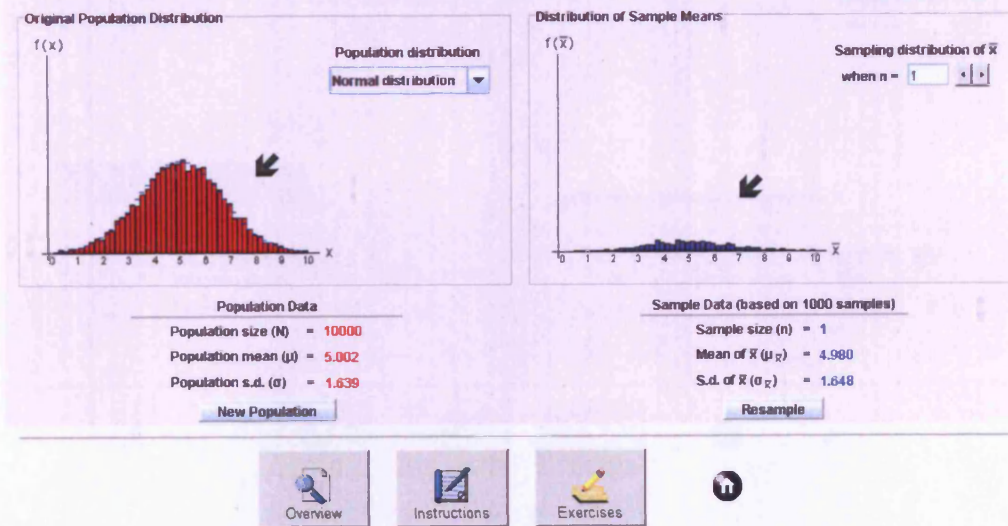 Original Population Distribution
f(x)
Population distribution
Normal distribution
0 1 2 3 4 5 6 7 8 9 10 x
Population Data
Population size (N) = 10000
Population mean (μ) = 5.002
Population s.d. (σ) = 1.639
New Population
Distribution of Sample Means
f(x̅)
Sampling distribution of x̅
when n = 1
0 1 2 3 4 5 6 7 8 9 10 x̅
Sample Data (based on 1000 samples)
Sample size (n) = 1
Mean of x̅ (μx̅) = 4.980
S.d. of x̅ (σx̅) = 1.648
Resample
Overview
Instructions
Exercises